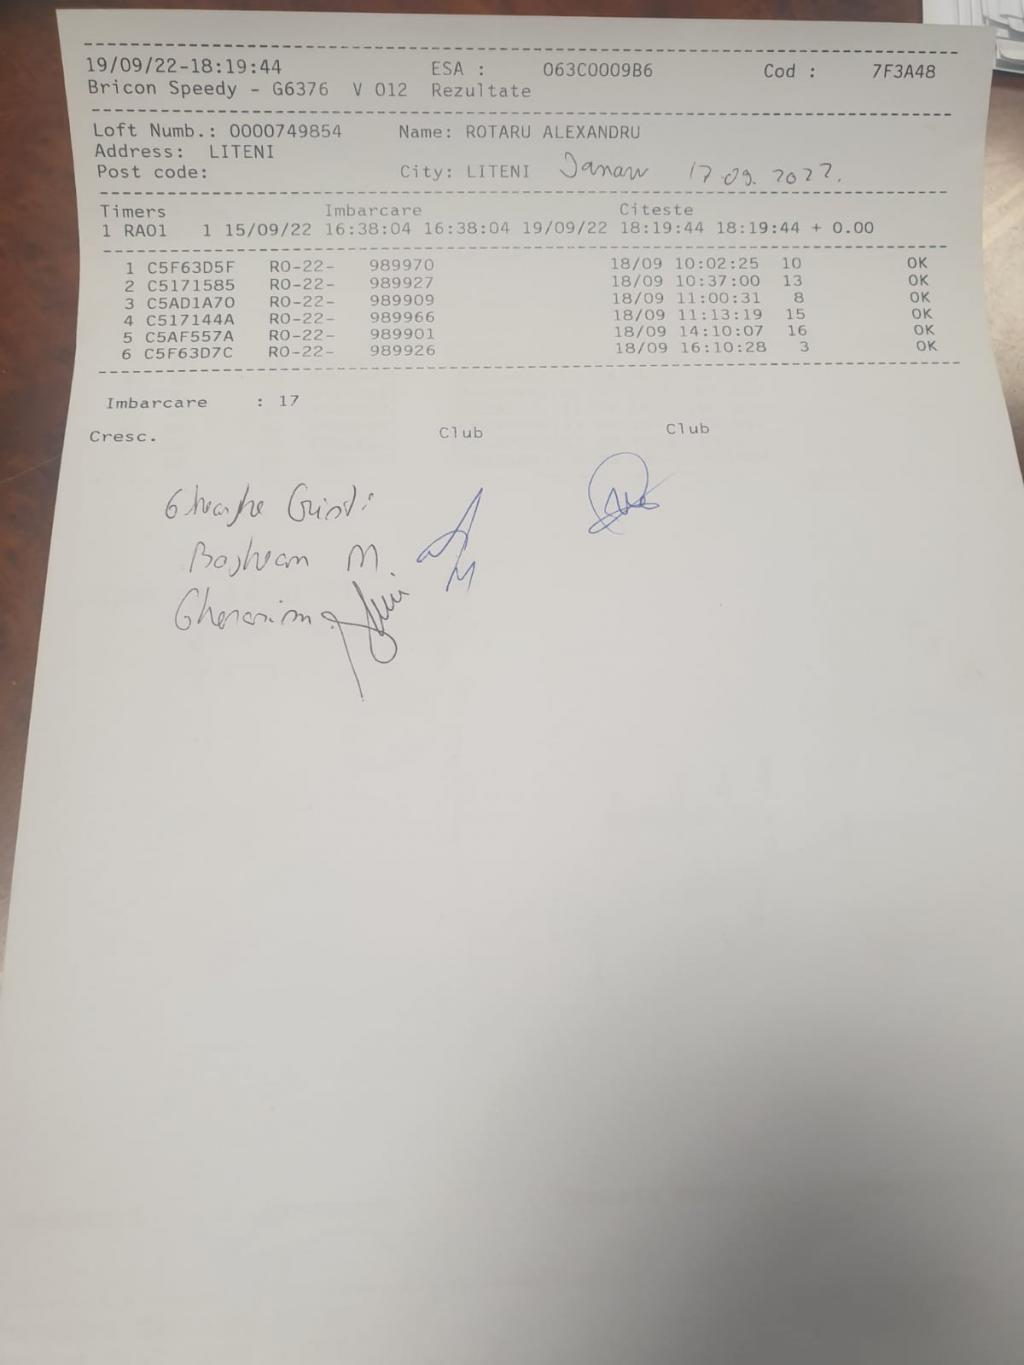 19/09/22-18:19:44 ESA : 063C0009B6 Cod : 7F3A48
Bricon Speedy - G6376 V 012 Rezultate
Loft Numb.: 0000749854 Name: ROTARU ALEXANDRU
Address: LITENI
Post code: City: LITENI Janaw 17.09.2022.
Timers Imbarcare Citeste
1 RA01 1 15/09/22 16:38:04 16:38:04 19/09/22 18:19:44 18:19:44 + 0.00
1 C5F63D5F RO-22- 989970 18/09 10:02:25 10 OK
2 C5171585 RO-22- 989927 18/09 10:37:00 13 OK
3 C5AD1A70 RO-22- 989909 18/09 11:00:31 8 OK
4 C517144A RO-22- 989966 18/09 11:13:19 15 OK
5 C5AF557A RO-22- 989901 18/09 14:10:07 16 OK
6 C5F63D7C RO-22- 989926 18/09 16:10:28 3 OK
Imbarcare : 17
Cresc. Club Club
M.